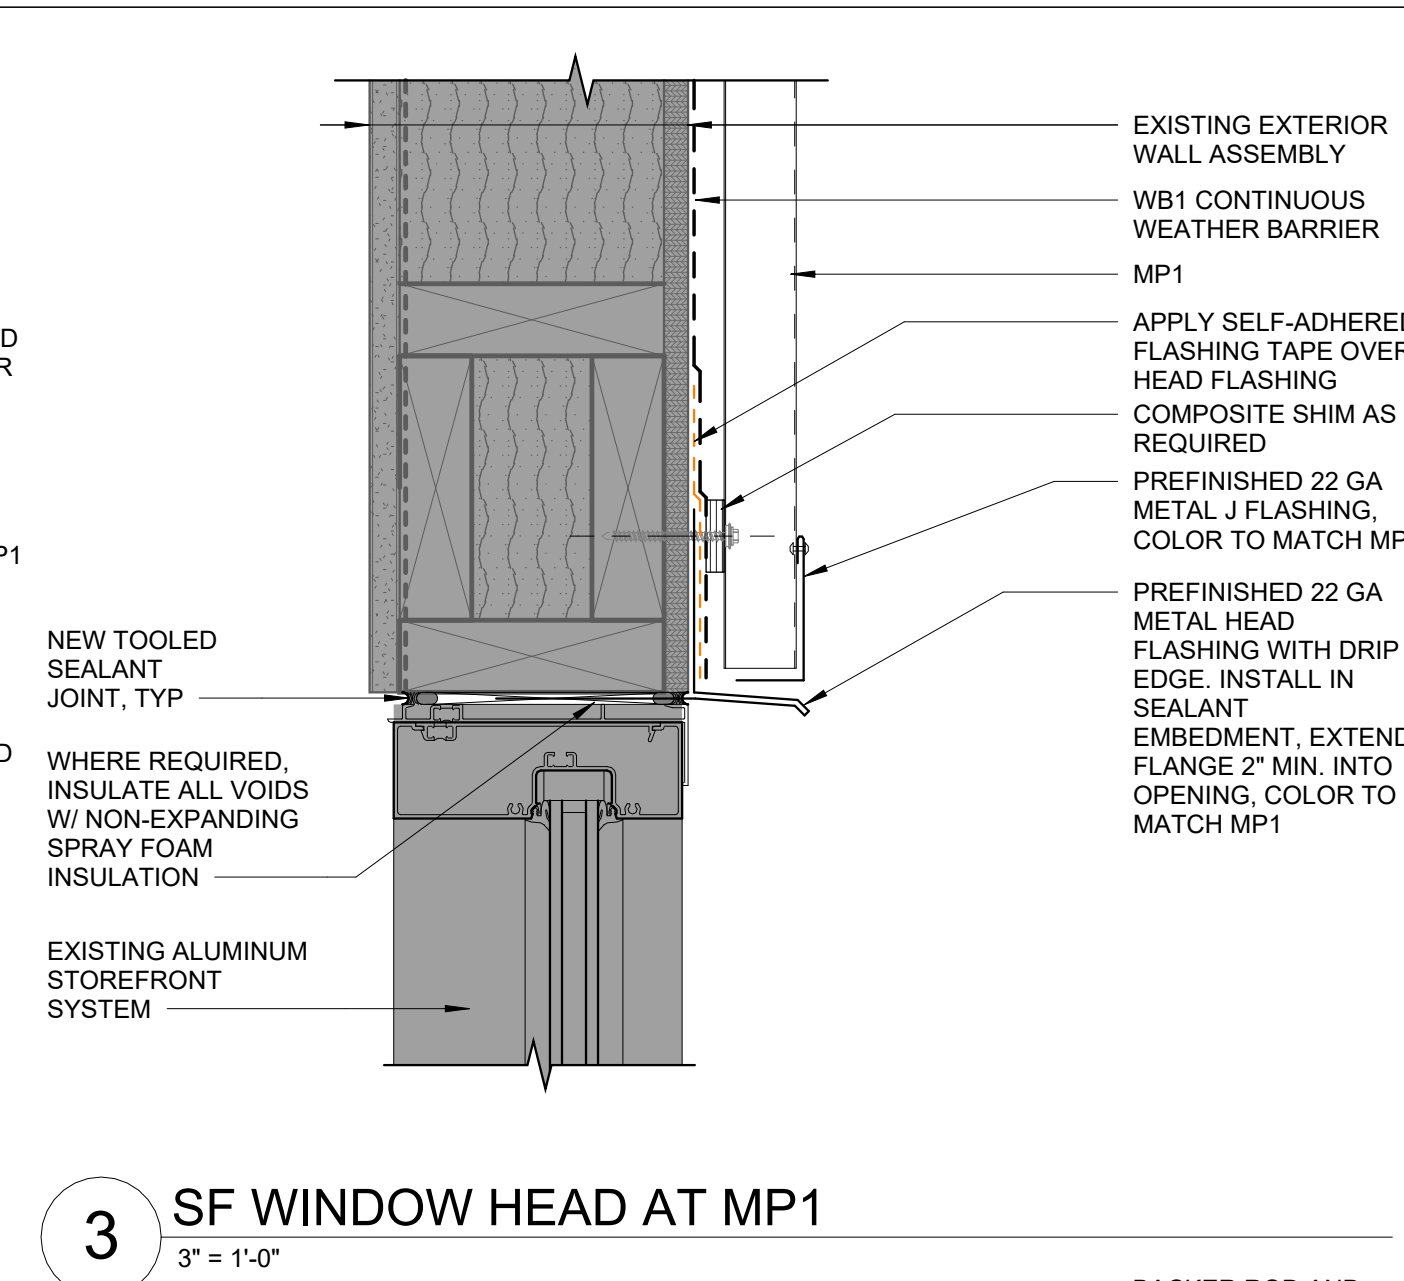 EXISTING EXTERIOR
WALL ASSEMBLY
WB1 CONTINUOUS
WEATHER BARRIER
MP1
APPLY SELF-ADHERED
FLASHING TAPE OVER
HEAD FLASHING
COMPOSITE SHIM AS
REQUIRED
PREFINISHED 22 GA
METAL J FLASHING,
COLOR TO MATCH MP
PREFINISHED 22 GA
METAL HEAD
FLASHING WITH DRIP
EDGE. INSTALL IN
SEALANT
EMBEDMENT, EXTEND
FLANGE 2" MIN. INTO
OPENING, COLOR TO
MATCH MP1
D
R
P1
D
NEW TOOLED
SEALANT
JOINT, TYP
WHERE REQUIRED,
INSULATE ALL VOIDS
W/ NON-EXPANDING
SPRAY FOAM
INSULATION
EXISTING ALUMINUM
STOREFRONT
SYSTEM
3
SF WINDOW HEAD AT MP1
3" = 1'-0"
BACKER ROD AND